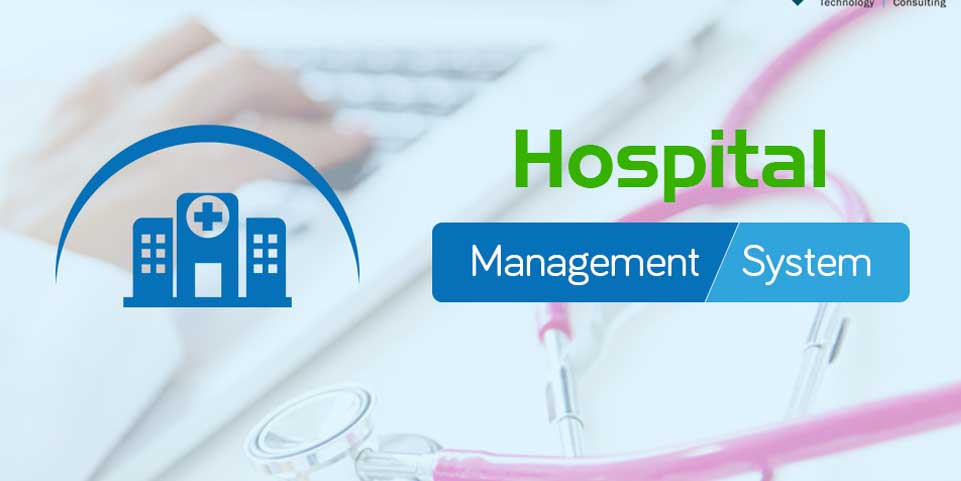 Technology | Consulting
Hospital
Management / System